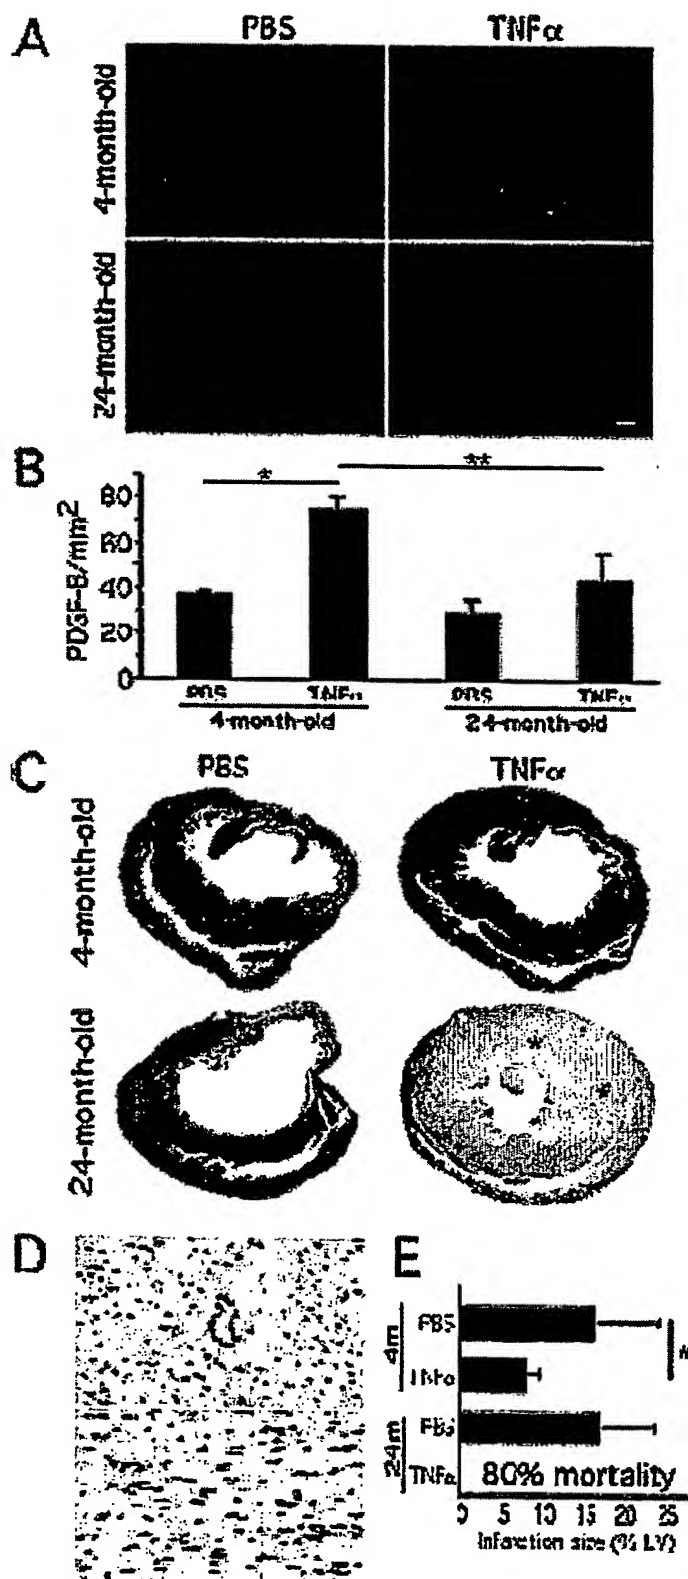 A
PBS TNFα
4-month-old
24-month-old
B
* **
PDGF-B/mm2
80
60
40
20
0
PBS TNFα PBS TNFα
4-month-old 24-month-old
C
PBS TNFα
4-month-old
24-month-old
* *
D
E
4m
PBS
TNFα
24m
PBS
TNFα 80% mortality
0 5 10 15 20 25
Infarction size (% LV)